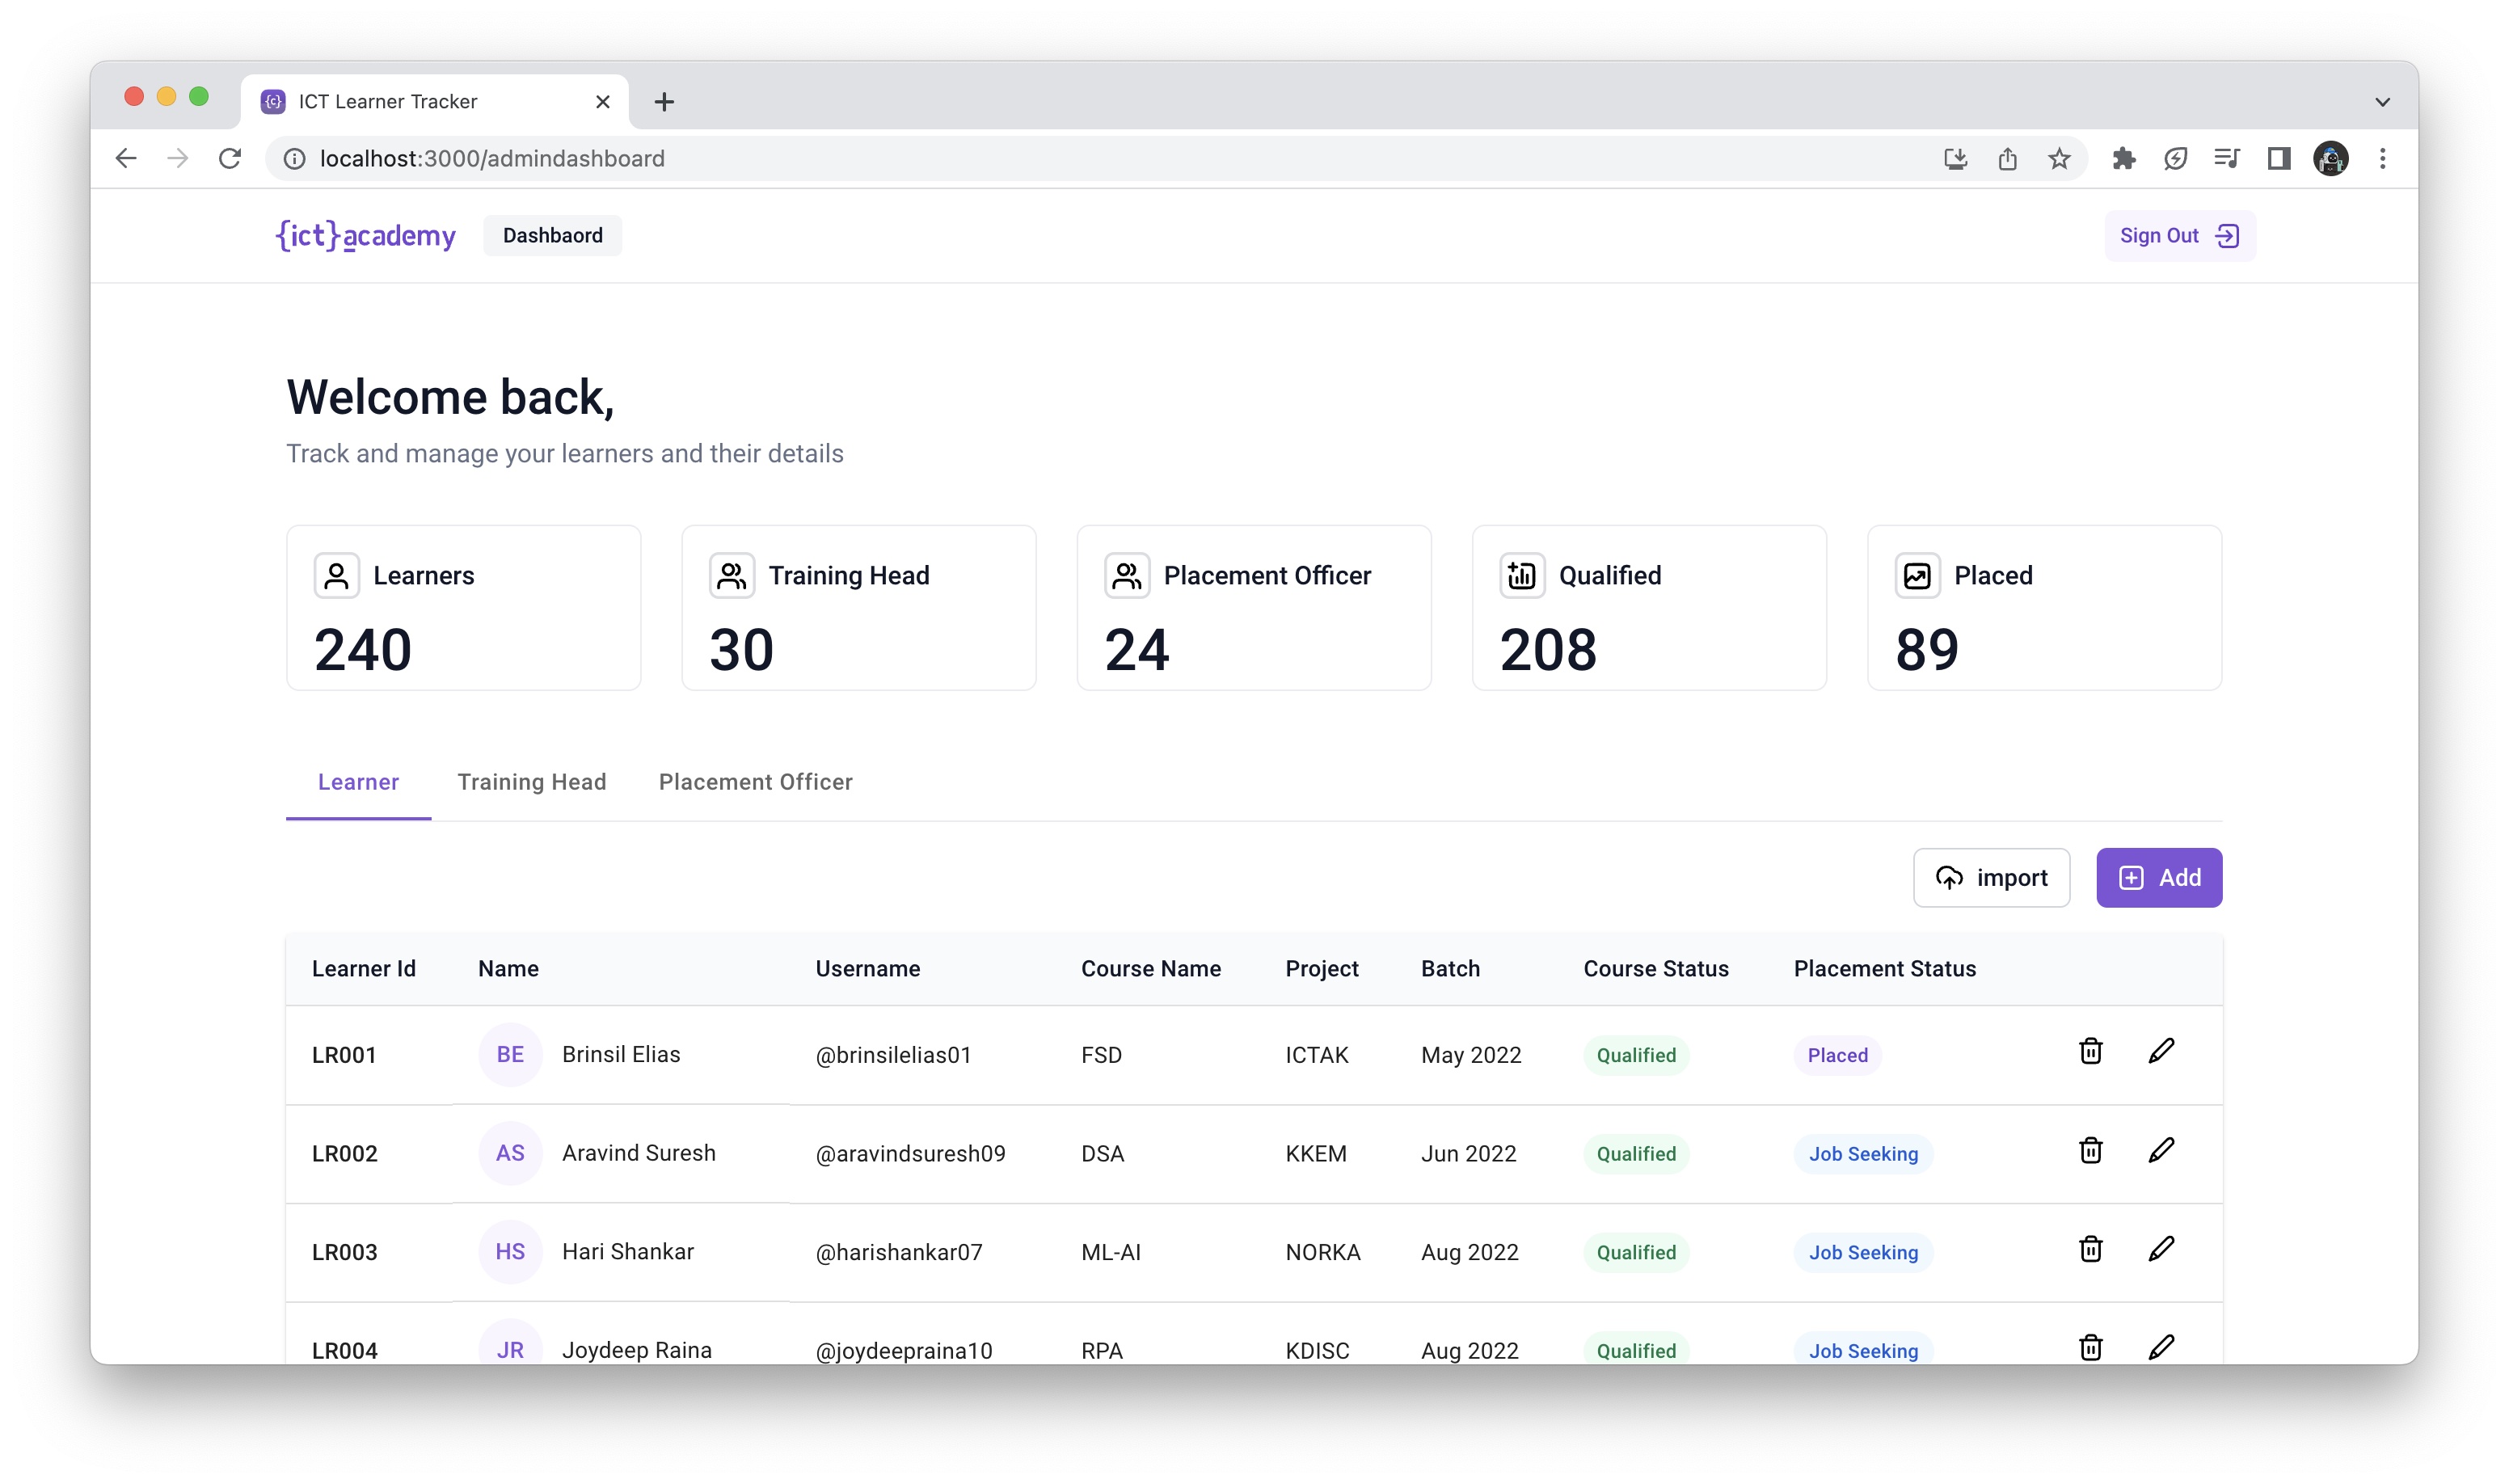 ICT Learner Tracker
localhost:3000/admindashboard
{ict}academy Dashbaord Sign Out
Welcome back,
Track and manage your learners and their details
Learners Training Head Placement Officer Qualified Placed
240 30 24 208 89
Learner Training Head Placement Officer
import Add
Learner Id Name Username Course Name Project Batch Course Status Placement Status
LR001 BE Brinsil Elias @brinsilelias01 FSD ICTAK May 2022 Qualified Placed
LR002 AS Aravind Suresh @aravindsuresh09 DSA KKEM Jun 2022 Qualified Job Seeking
LR003 HS Hari Shankar @harishankar07 ML-AI NORKA Aug 2022 Qualified Job Seeking
LR004 JR Joydeep Raina @joydeepraina10 RPA KDISC Aug 2022 Qualified Job Seeking